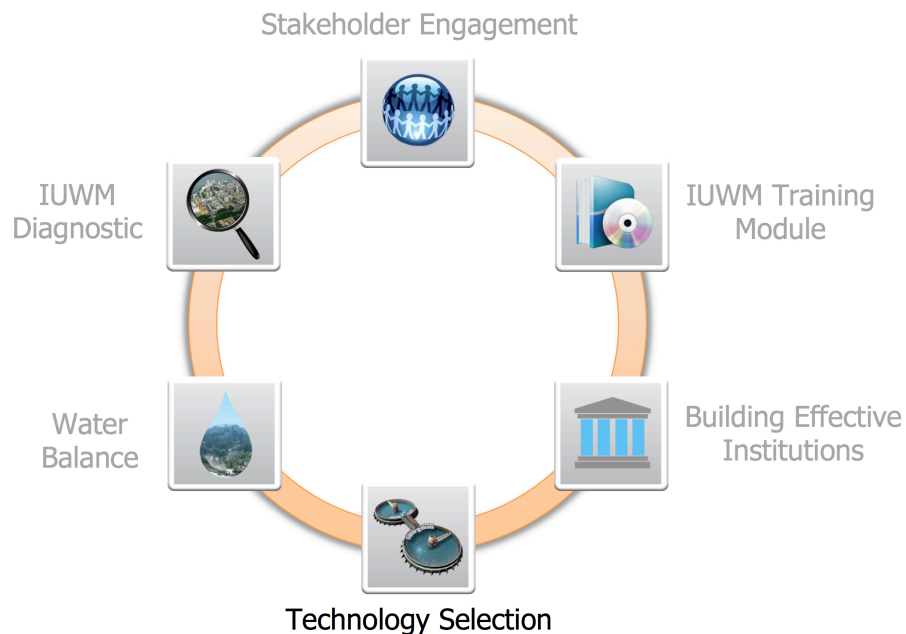 Stakeholder Engagement
IUWM
Diagnostic
IUWM Training
Module
Water
Balance
Building Effective
Institutions
Technology Selection